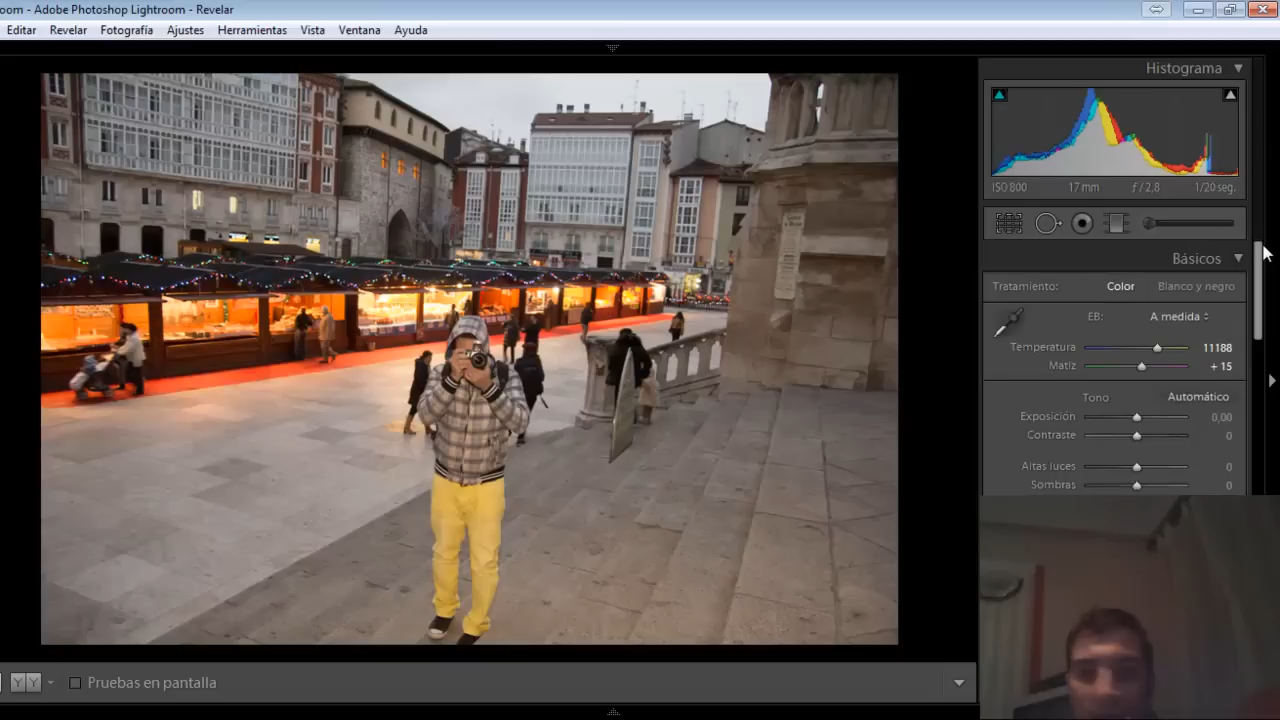 oom - Adobe Photoshop Lightroom - Revelar
Editar Revelar Fotografía Ajustes Herramientas Vista Ventana Ayuda
Histograma
ISO 800 17 mm ƒ / 2,8 1/20 seg.
Básicos
Tratamiento: Color Blanco y negro
EB: A medida
Temperatura 11188
Matiz + 15
Tono Automático
Exposición 0,00
Contraste 0
Altas luces 0
Sombras 0
YY Pruebas en pantalla